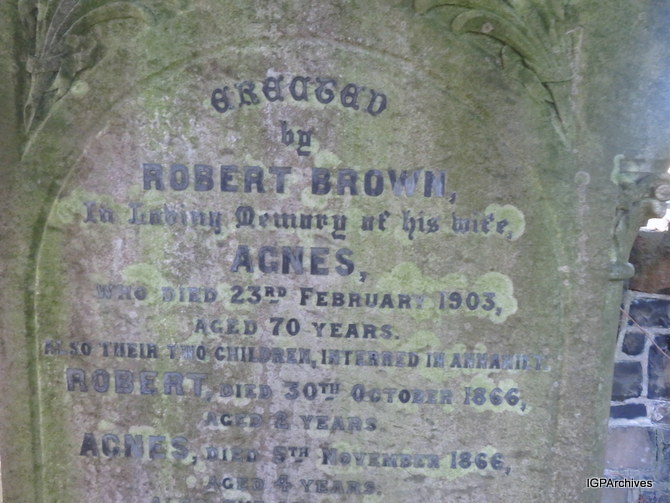 ERECTED
by
ROBERT BROWN,
In Loving Memory of his wife,
AGNES,
WHO DIED 23RD FEBRUARY 1903,
AGED 70 YEARS.
ALSO THEIR TWO CHILDREN, INTERRED IN
ROBERT, DIED 30TH OCTOBER 1866,
AGED 2 YEARS
AGNES, DIED 8TH NOVEMBER 1866,
AGED 4 YEARS.
IGPArchives